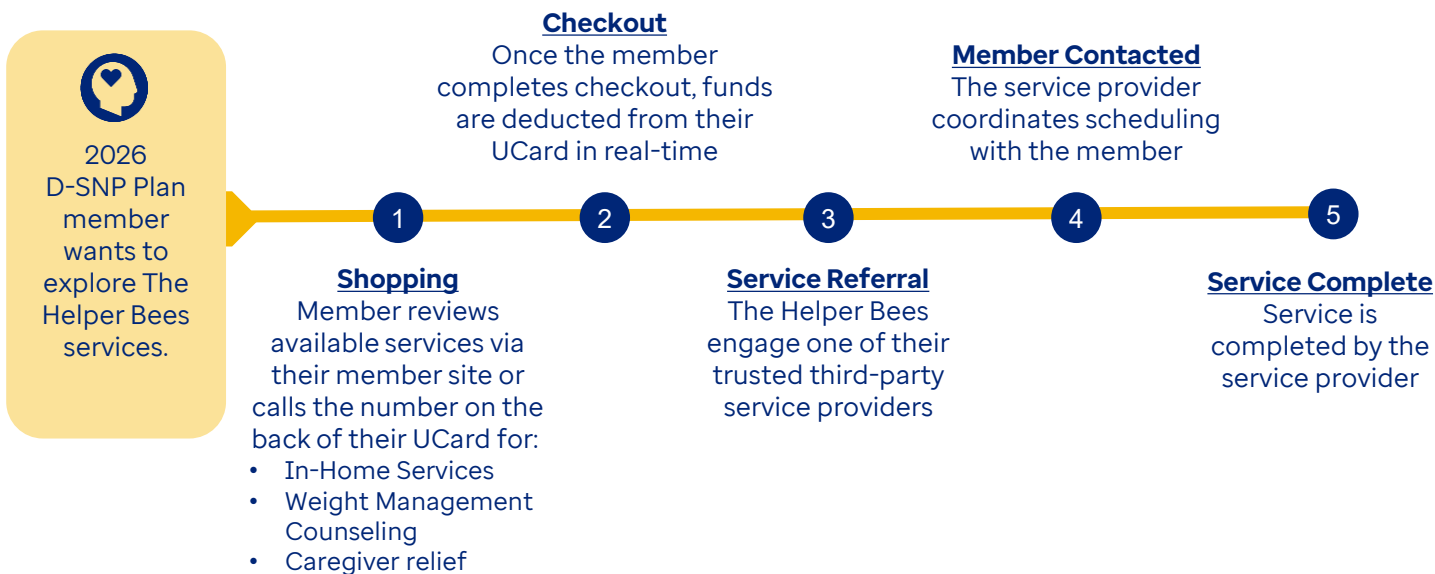 2026
D-SNP Plan
member
wants to
explore The
Helper Bees
services.
1
Shopping
Member reviews
available services via
their member site or
calls the number on the
back of their UCard for:
• In-Home Services
• Weight Management
Counseling
• Caregiver relief
Checkout
Once the member
completes checkout, funds
are deducted from their
UCard in real-time
2
3
Service Referral
The Helper Bees
engage one of their
trusted third-party
service providers
Member Contacted
The service provider
coordinates scheduling
with the member
4
5
Service Complete
Service is
completed by the
service provider